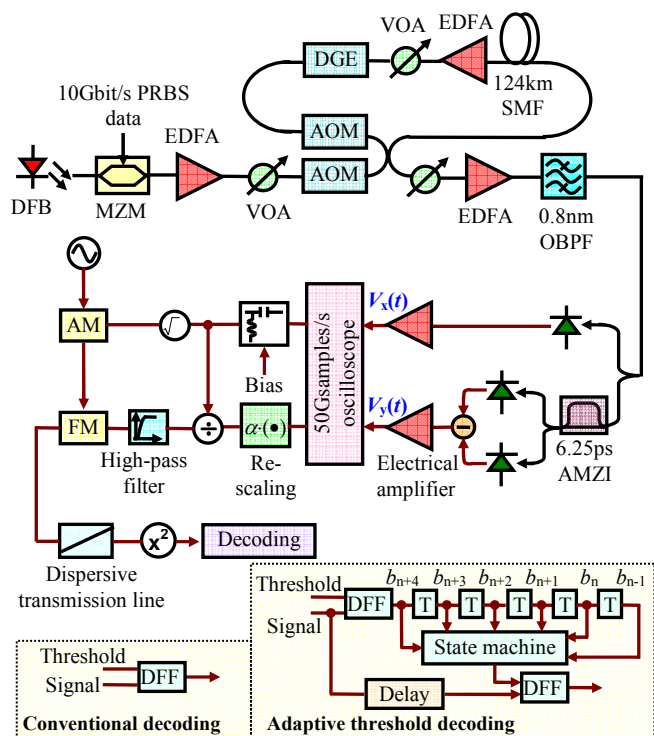 DGE
VOA
EDFA
124km
SMF
10Gbit/s PRBS
data
EDFA
AOM
AOM
DFB
MZM
VOA
EDFA
0.8nm
OBPF
AM
√
Bias
50Gsamples/s
oscilloscope
Vx(t)
Vy(t)
FM
High-pass
filter
÷
α·(•)
Re-
scaling
Electrical
amplifier
−
6.25ps
AMZI
Dispersive
transmission line
x²
Decoding
Threshold
Signal
DFF
bn+4
T
bn+3
T
bn+2
T
bn+1
T
bn
T
bn-1
State machine
Delay
DFF
Adaptive threshold decoding
Threshold
Signal
DFF
Conventional decoding